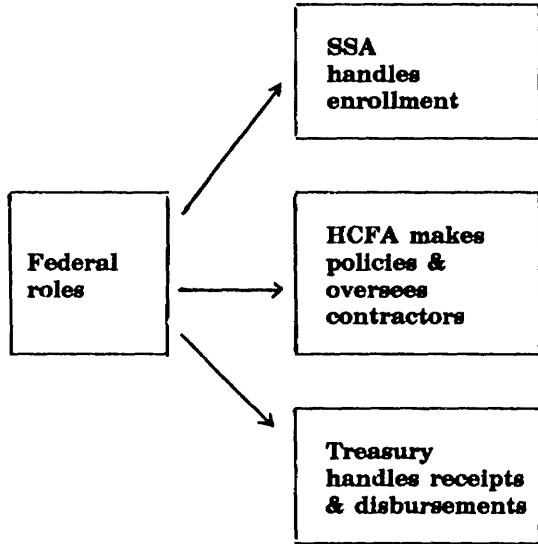 SSA
handles
enrollment
Federal
roles
HCFA makes
policies &
oversees
contractors
Treasury
handles receipts
& disbursements